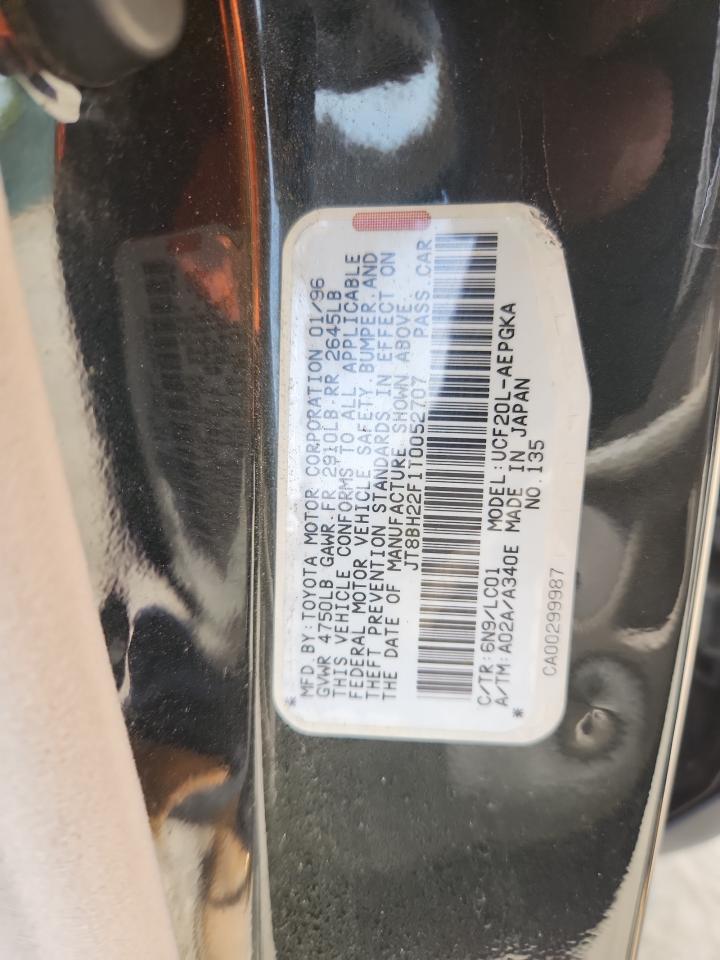 MFD.BY:TOYOTA MOTOR CORPORATION 01/96
GVWR 4750LB GAWR.FR 2910LB.RR 2645LB
THIS VEHICLE CONFORMS TO ALL APPLICABLE
FEDERAL MOTOR VEHICLE SAFETY.BUMPER.AND
THEFT PREVENTION STANDARDS IN EFFECT ON
THE DATE OF MANUFACTURE SHOWN ABOVE.
JT8BH22F1T0052707 PASS.CAR
C/TR:6N9/LC01 MODEL:UCF20L-AEPGKA
A/TM:A02A/A340E MADE IN JAPAN
* NO.135 *
CA00299987